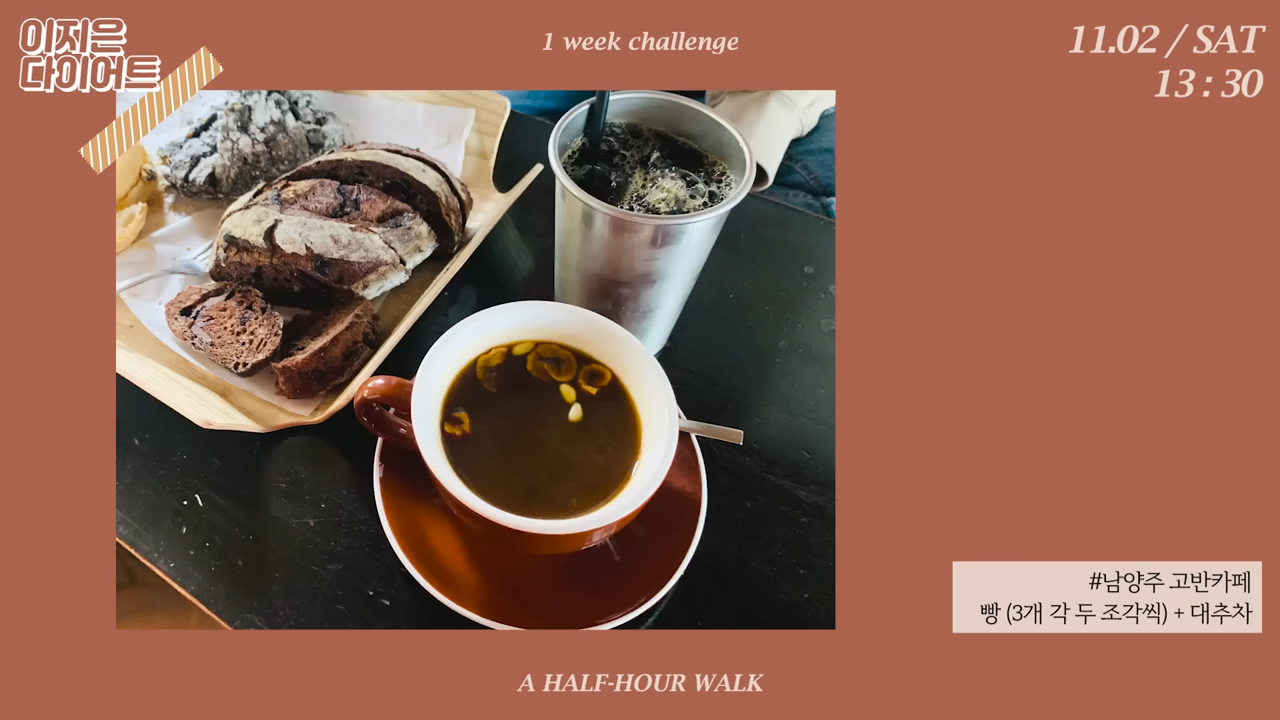 이지은
다이어트
1 week challenge
11.02 / SAT
13 : 30
#남양주 고반카페
빵 (3개 각 두 조각씩) + 대추차
A HALF-HOUR WALK